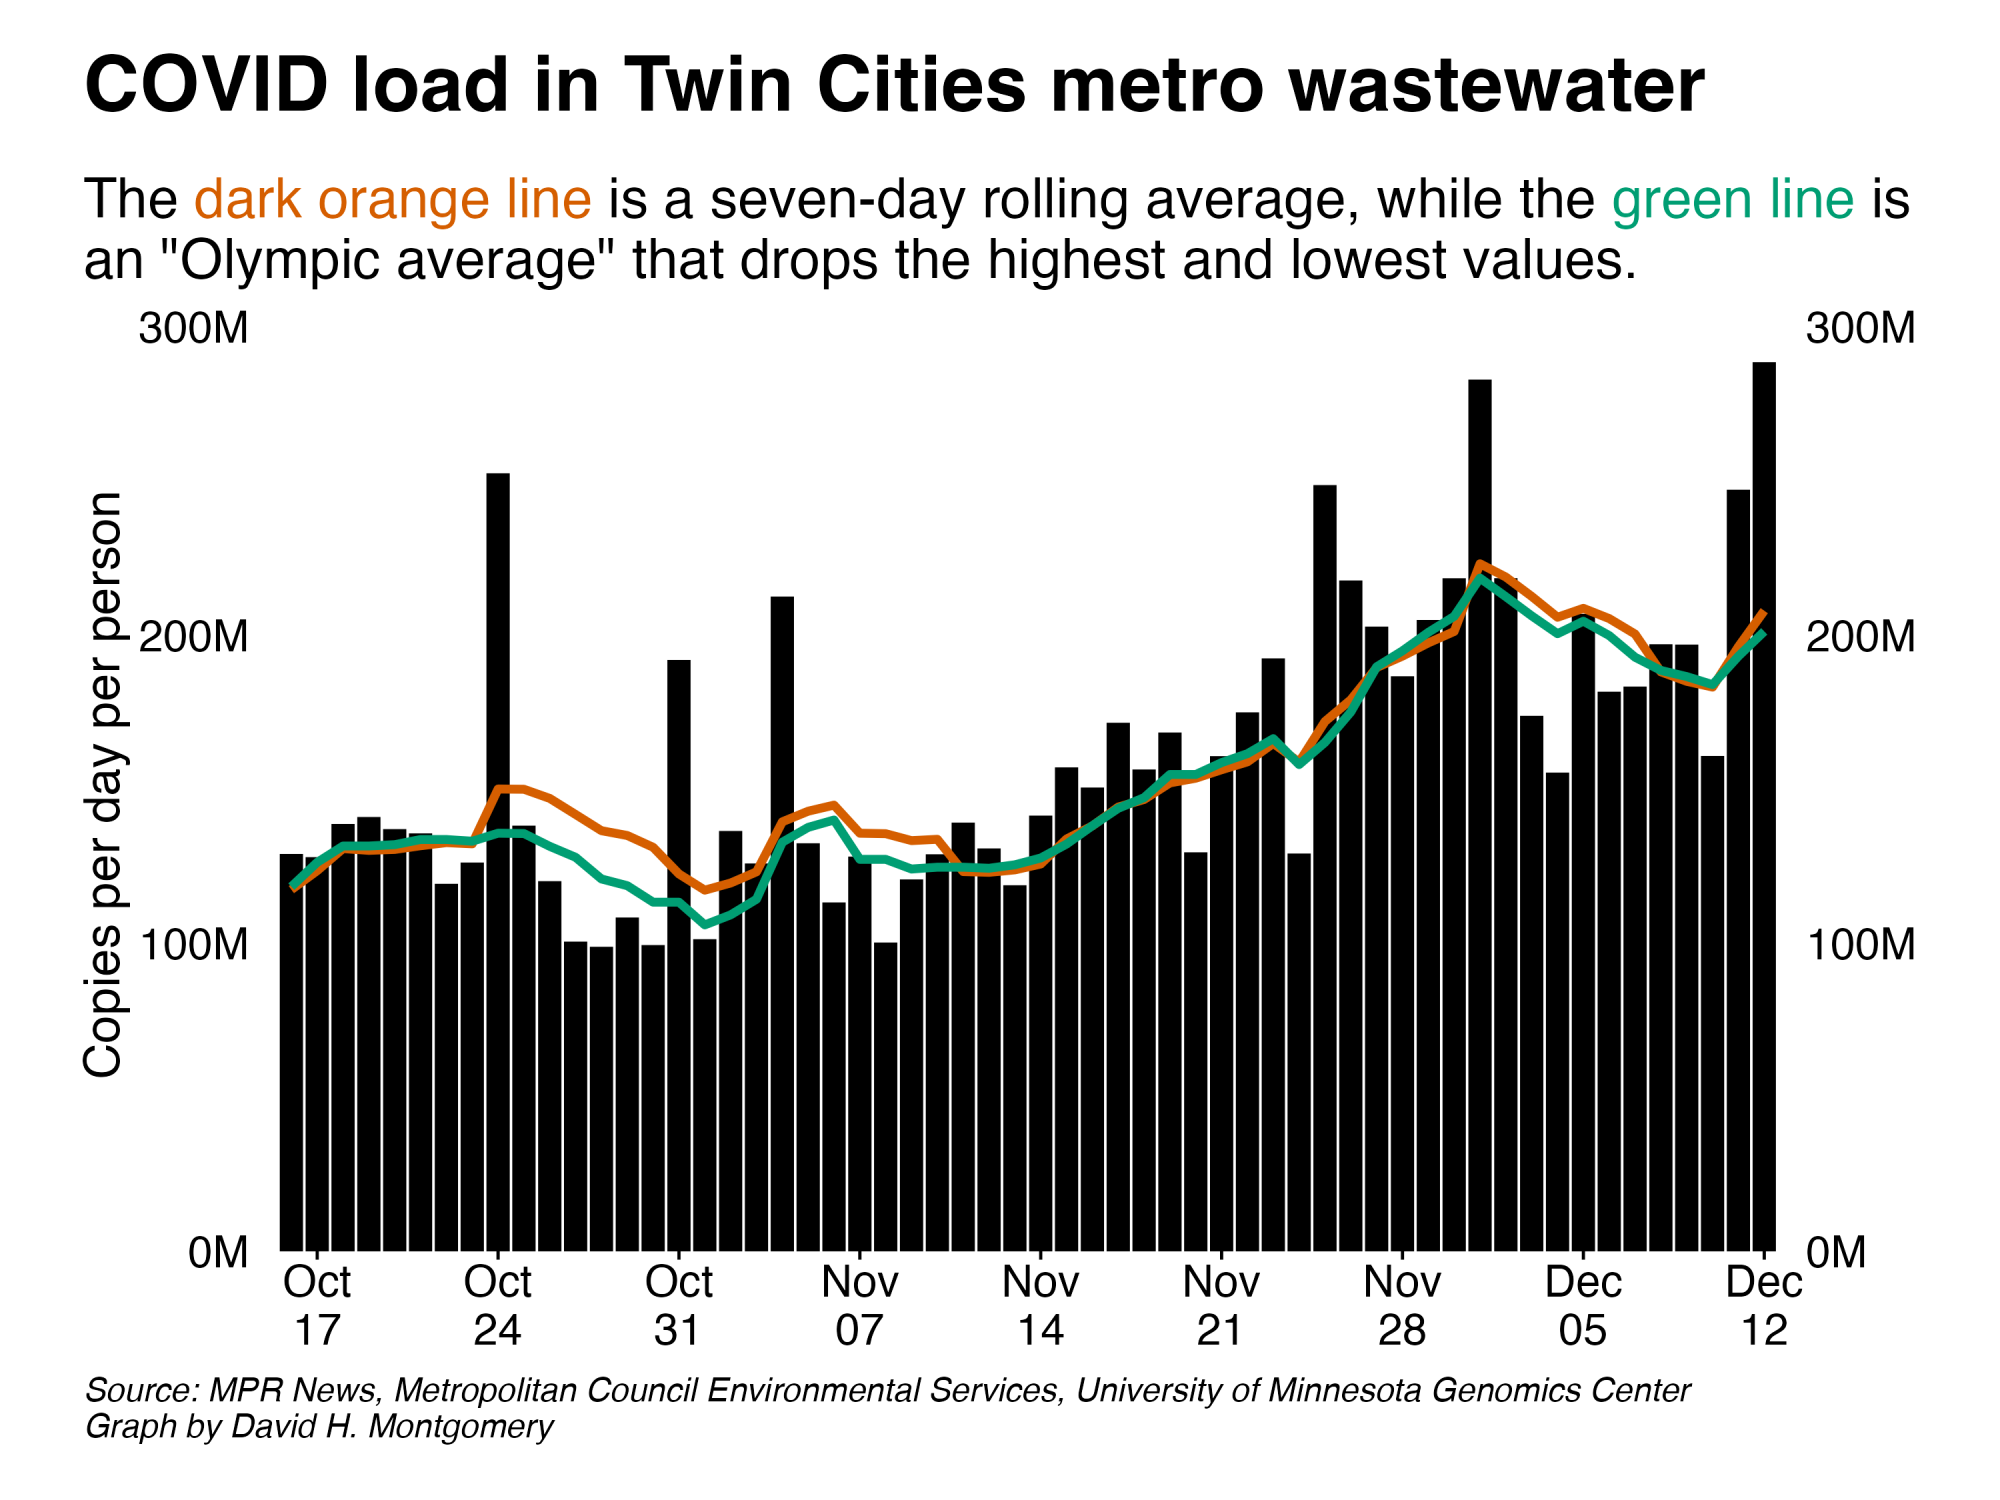 COVID load in Twin Cities metro wastewater
The dark orange line is a seven-day rolling average, while the green line is
an "Olympic average" that drops the highest and lowest values.
300M
300M
Copies per day per person
200M
200M
100M
100M
0M
0M
Oct Oct Oct Nov Nov Nov Nov Dec Dec
17 24 31 07 14 21 28 05 12
Source: MPR News, Metropolitan Council Environmental Services, University of Minnesota Genomics Center
Graph by David H. Montgomery